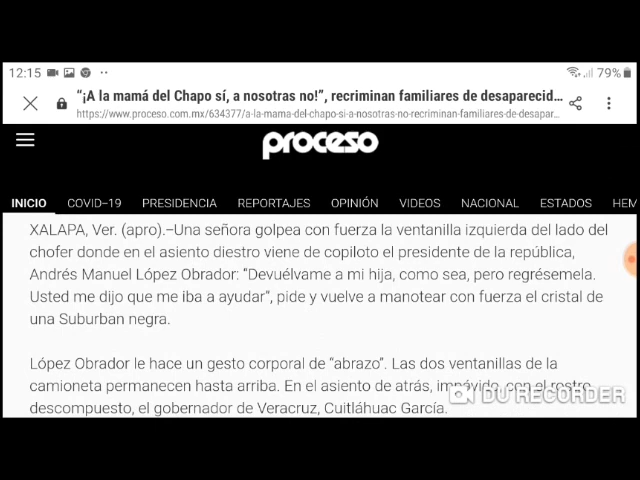 12:15
79%
“¡A la mamá del Chapo sí, a nosotras no!”, recriminan familiares de desaparecid...
https://www.proceso.com.mx/634377/a-la-mama-del-chapo-si-a-nosotras-no-recriminan-familiares-de-desapar...
proceso
INICIO COVID-19 PRESIDENCIA REPORTAJES OPINIÓN VIDEOS NACIONAL ESTADOS HEM
XALAPA, Ver. (apro).–Una señora golpea con fuerza la ventanilla izquierda del lado del
chofer donde en el asiento diestro viene de copiloto el presidente de la república,
Andrés Manuel López Obrador: “Devuélvame a mi hija, como sea, pero regrésemela.
Usted me dijo que me iba a ayudar”, pide y vuelve a manotear con fuerza el cristal de
una Suburban negra.
López Obrador le hace un gesto corporal de “abrazo”. Las dos ventanillas de la
camioneta permanecen hasta arriba. En el asiento de atrás, impávido, con el rostro
descompuesto, el gobernador de Veracruz, Cuitláhuac García.
DU RECORDER